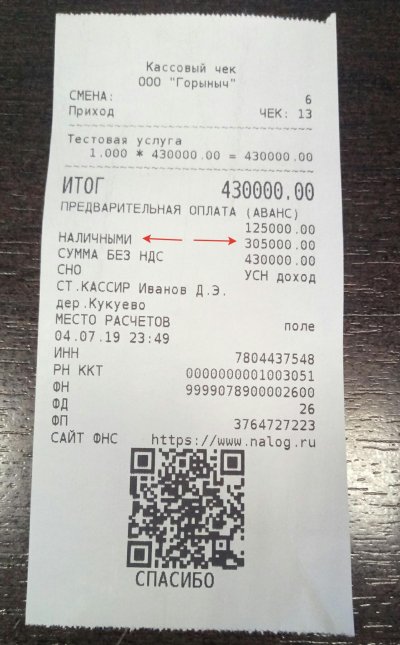 Кассовый чек
ООО "Горыныч"
СМЕНА: 6
Приход ЧЕК: 13
Тестовая услуга
1.000 * 430000.00 = 430000.00
ИТОГ 430000.00
ПРЕДВАРИТЕЛЬНАЯ ОПЛАТА (АВАНС)
125000.00
НАЛИЧНЫМИ 305000.00
СУММА БЕЗ НДС 430000.00
СНО УСН доход
СТ.КАССИР Иванов Д.Э.
дер.Кукуево
МЕСТО РАСЧЕТОВ поле
04.07.19 23:49
ИНН 7804437548
РН ККТ 0000000001003051
ФН 9999078900002600
ФД 26
ФП 3764727223
САЙТ ФНС https://www.nalog.ru
СПАСИБО